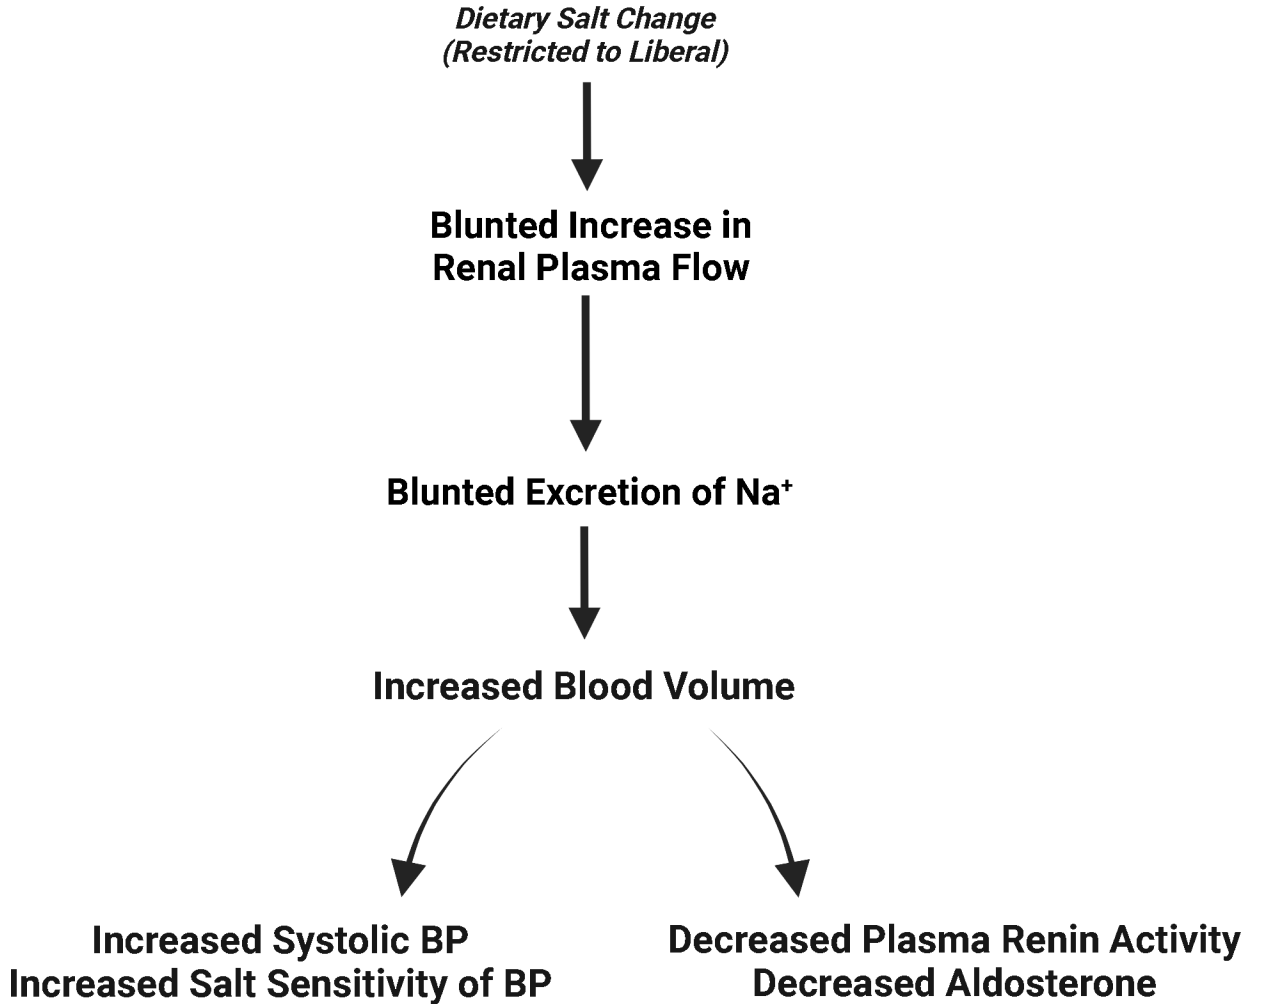 Dietary Salt Change
(Restricted to Liberal)
Blunted Increase in
Renal Plasma Flow
Blunted Excretion of Na⁺
Increased Blood Volume
Increased Systolic BP
Increased Salt Sensitivity of BP
Decreased Plasma Renin Activity
Decreased Aldosterone